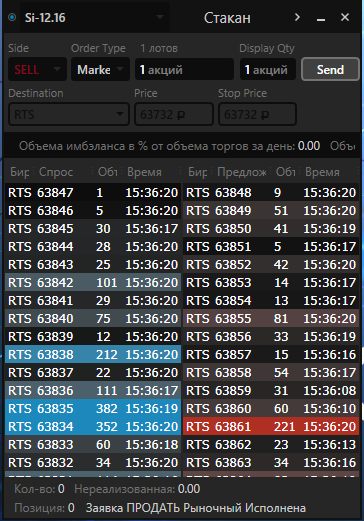 Si-12.16 Стакан
Side Order Type 1 лотов Display Qty
SELL Marke 1 акций 1 акций Send
Destination Price Stop Price
RTS 63732 ₽ 63732 ₽
Объема имбэланса в % от объема торгов за день: 0.00 Объе
Бир Спрос Объ Время Бир Предлож Объ Время
RTS 63847 1 15:36:20 RTS 63848 9 15:36:20
RTS 63846 5 15:36:20 RTS 63849 51 15:36:20
RTS 63845 30 15:36:17 RTS 63850 41 15:36:19
RTS 63844 28 15:36:20 RTS 63851 5 15:36:17
RTS 63843 25 15:36:20 RTS 63852 42 15:36:20
RTS 63842 101 15:36:20 RTS 63853 14 15:36:17
RTS 63841 29 15:36:20 RTS 63854 13 15:36:17
RTS 63840 75 15:36:20 RTS 63855 81 15:36:20
RTS 63839 12 15:36:20 RTS 63856 33 15:36:19
RTS 63838 212 15:36:20 RTS 63857 15 15:36:16
RTS 63837 22 15:36:20 RTS 63858 54 15:36:17
RTS 63836 111 15:36:17 RTS 63859 31 15:36:08
RTS 63835 382 15:36:19 RTS 63860 60 15:36:10
RTS 63834 352 15:36:20 RTS 63861 221 15:36:20
RTS 63833 60 15:36:18 RTS 63862 23 15:36:13
RTS 63832 34 15:36:20 RTS 63863 34 15:36:16
Кол-во: 0 Нереализованная: 0.00
Позиция: 0 Заявка ПРОДАТЬ Рыночный Исполнена